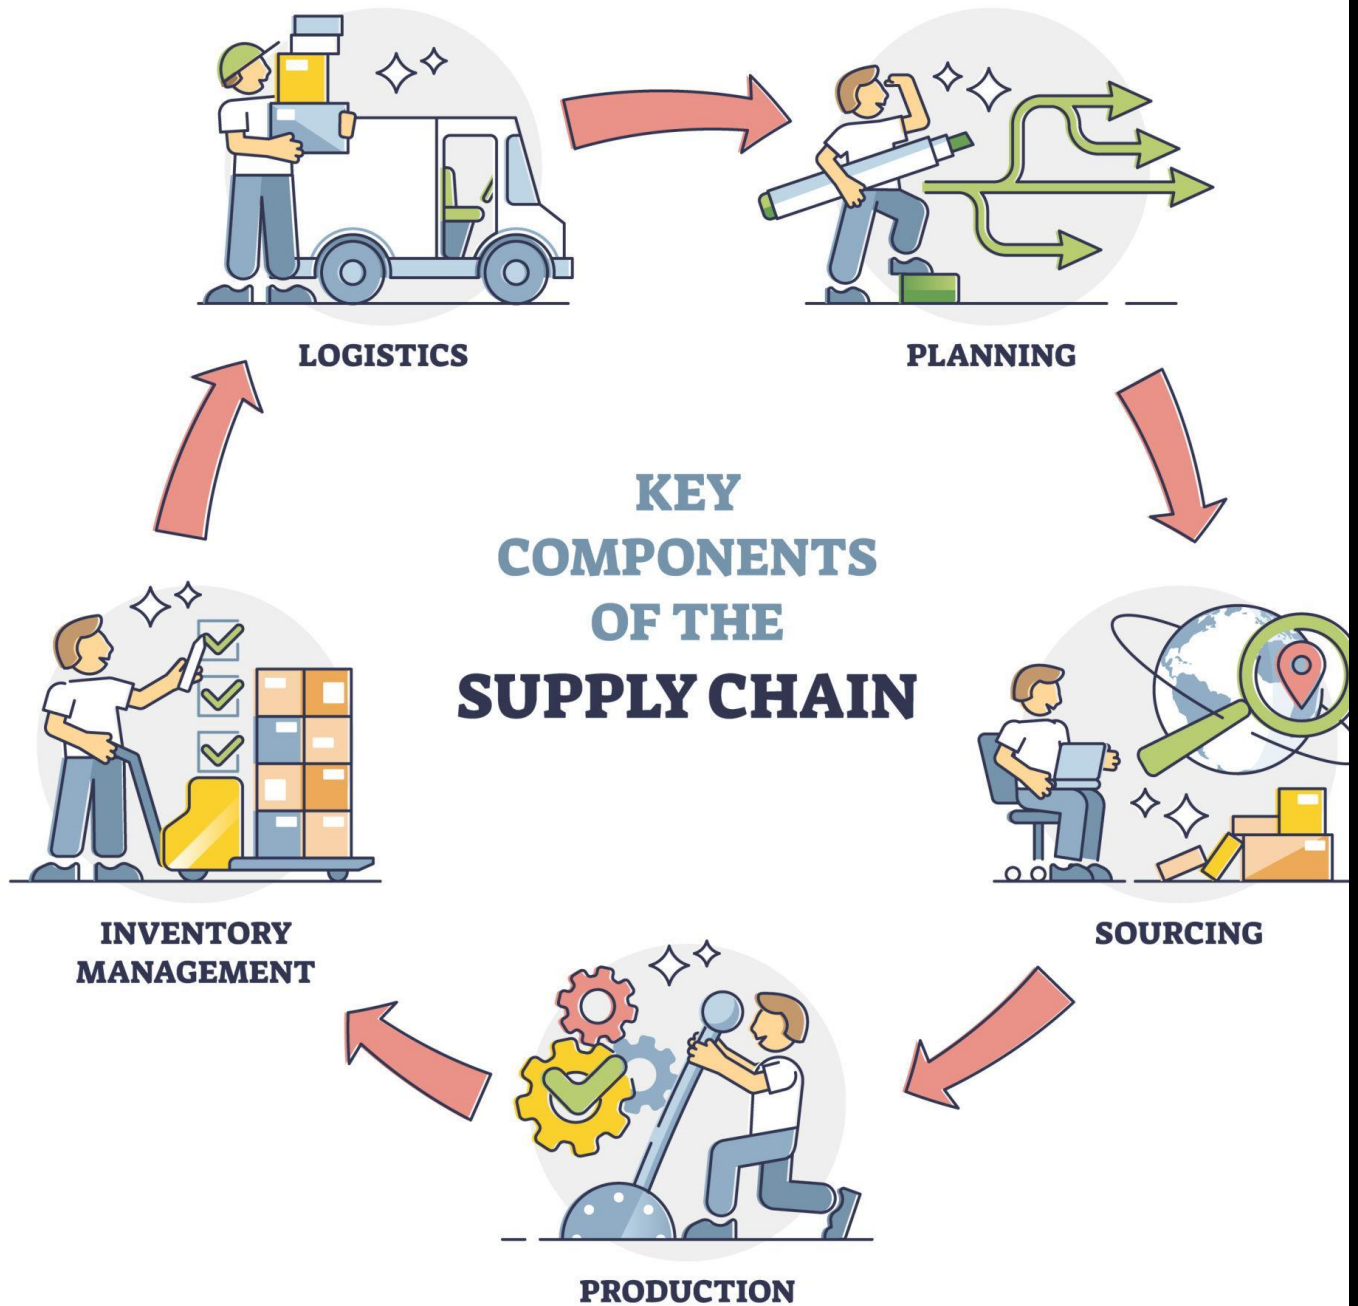 LOGISTICS
PLANNING
KEY
COMPONENTS
OF THE
SUPPLY CHAIN
INVENTORY
MANAGEMENT
SOURCING
PRODUCTION